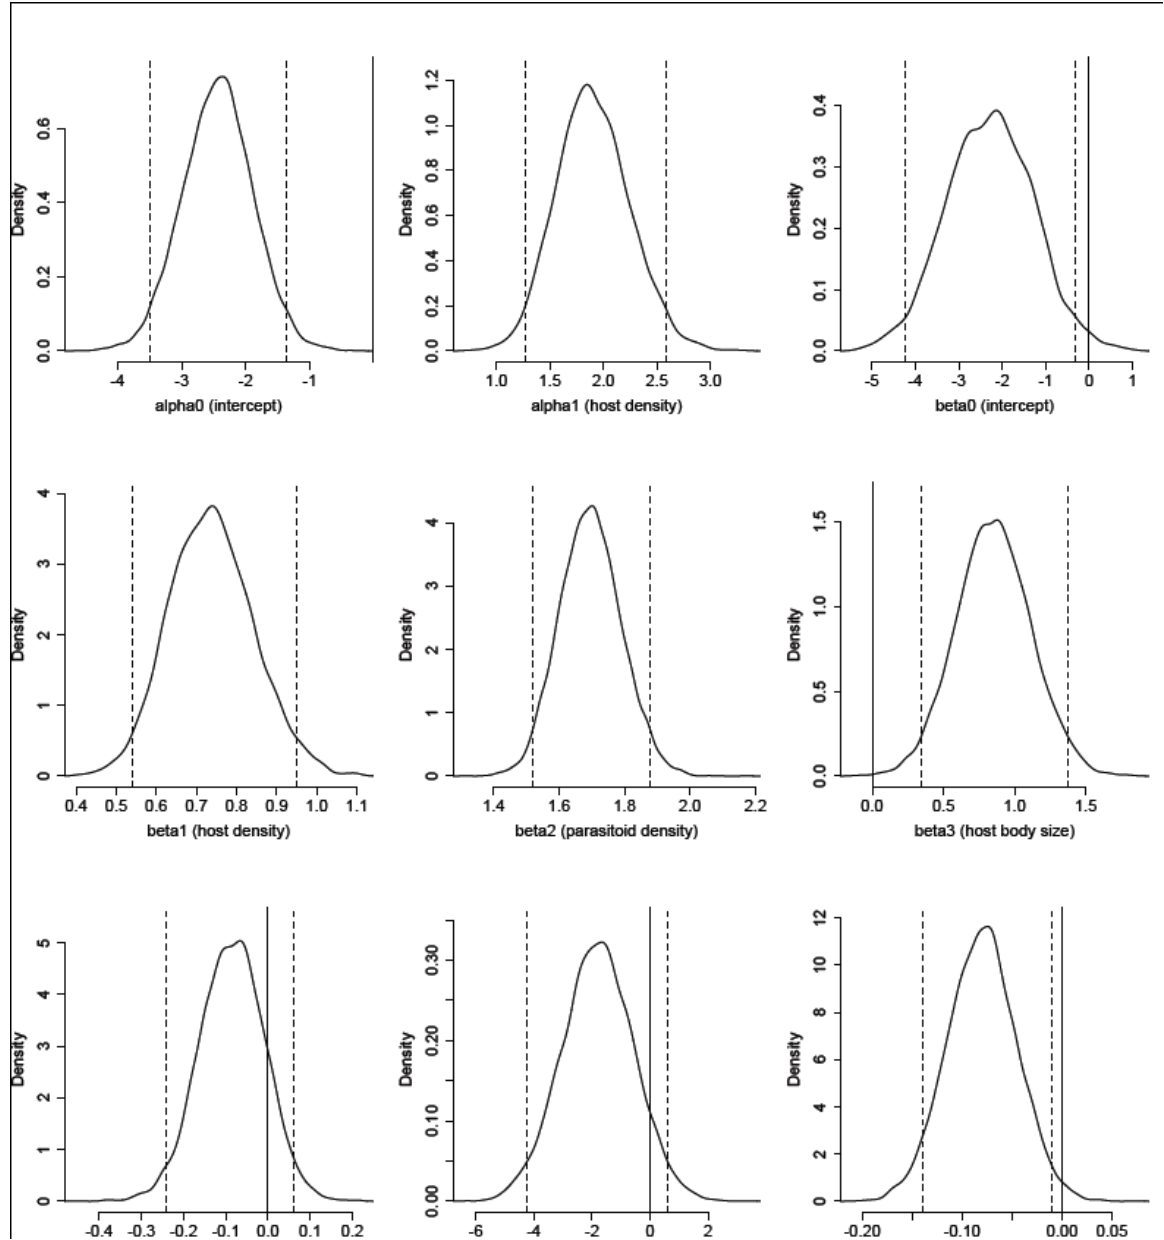 Density
0.0 0.2 0.4 0.6
-4 -3 -2 -1
alpha0 (intercept)
Density
0.0 0.2 0.4 0.6 0.8 1.0 1.2
1.0 1.5 2.0 2.5 3.0
alpha1 (host density)
Density
0.0 0.1 0.2 0.3 0.4
-5 -4 -3 -2 -1 0 1
beta0 (intercept)
Density
0 1 2 3 4
0.4 0.5 0.6 0.7 0.8 0.9 1.0 1.1
beta1 (host density)
Density
0 1 2 3 4
1.4 1.6 1.8 2.0 2.2
beta2 (parasitoid density)
Density
0.0 0.5 1.0 1.5
0.0 0.5 1.0 1.5
beta3 (host body size)
Density
0 1 2 3 4 5
-0.4 -0.3 -0.2 -0.1 0.0 0.1 0.2
Density
0.00 0.10 0.20 0.30
-6 -4 -2 0 2
Density
0 2 4 6 8 10 12
-0.20 -0.10 0.00 0.05